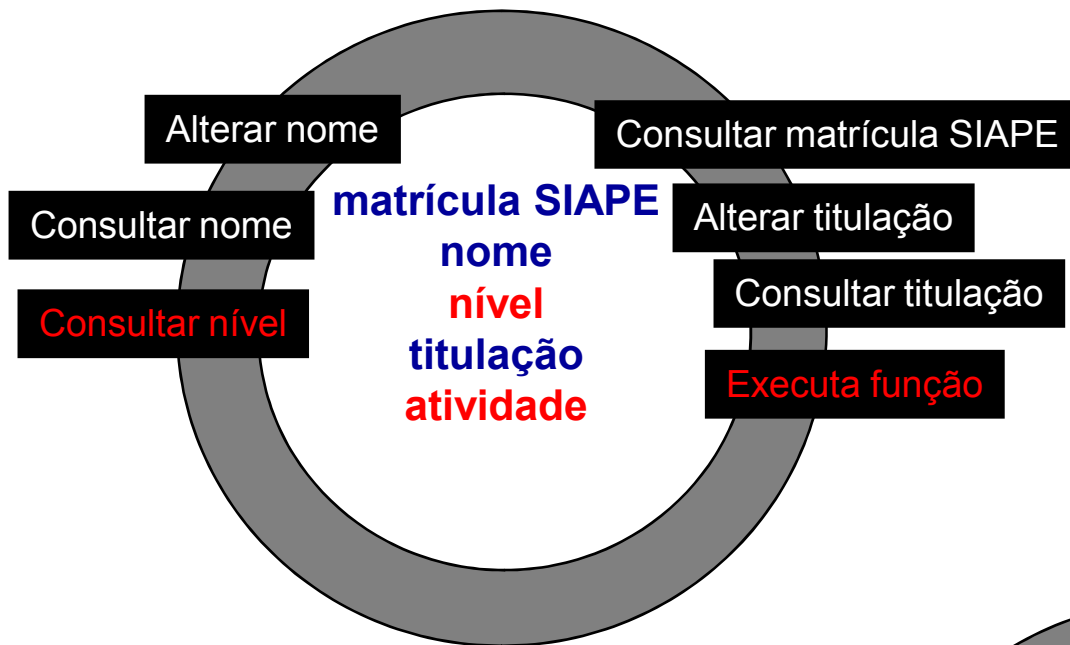 Alterar nome
Consultar nome
Consultar nível
matrícula SIAPE
nome
nível
titulação
atividade
Consultar matrícula SIAPE
Alterar titulação
Consultar titulação
Executa função